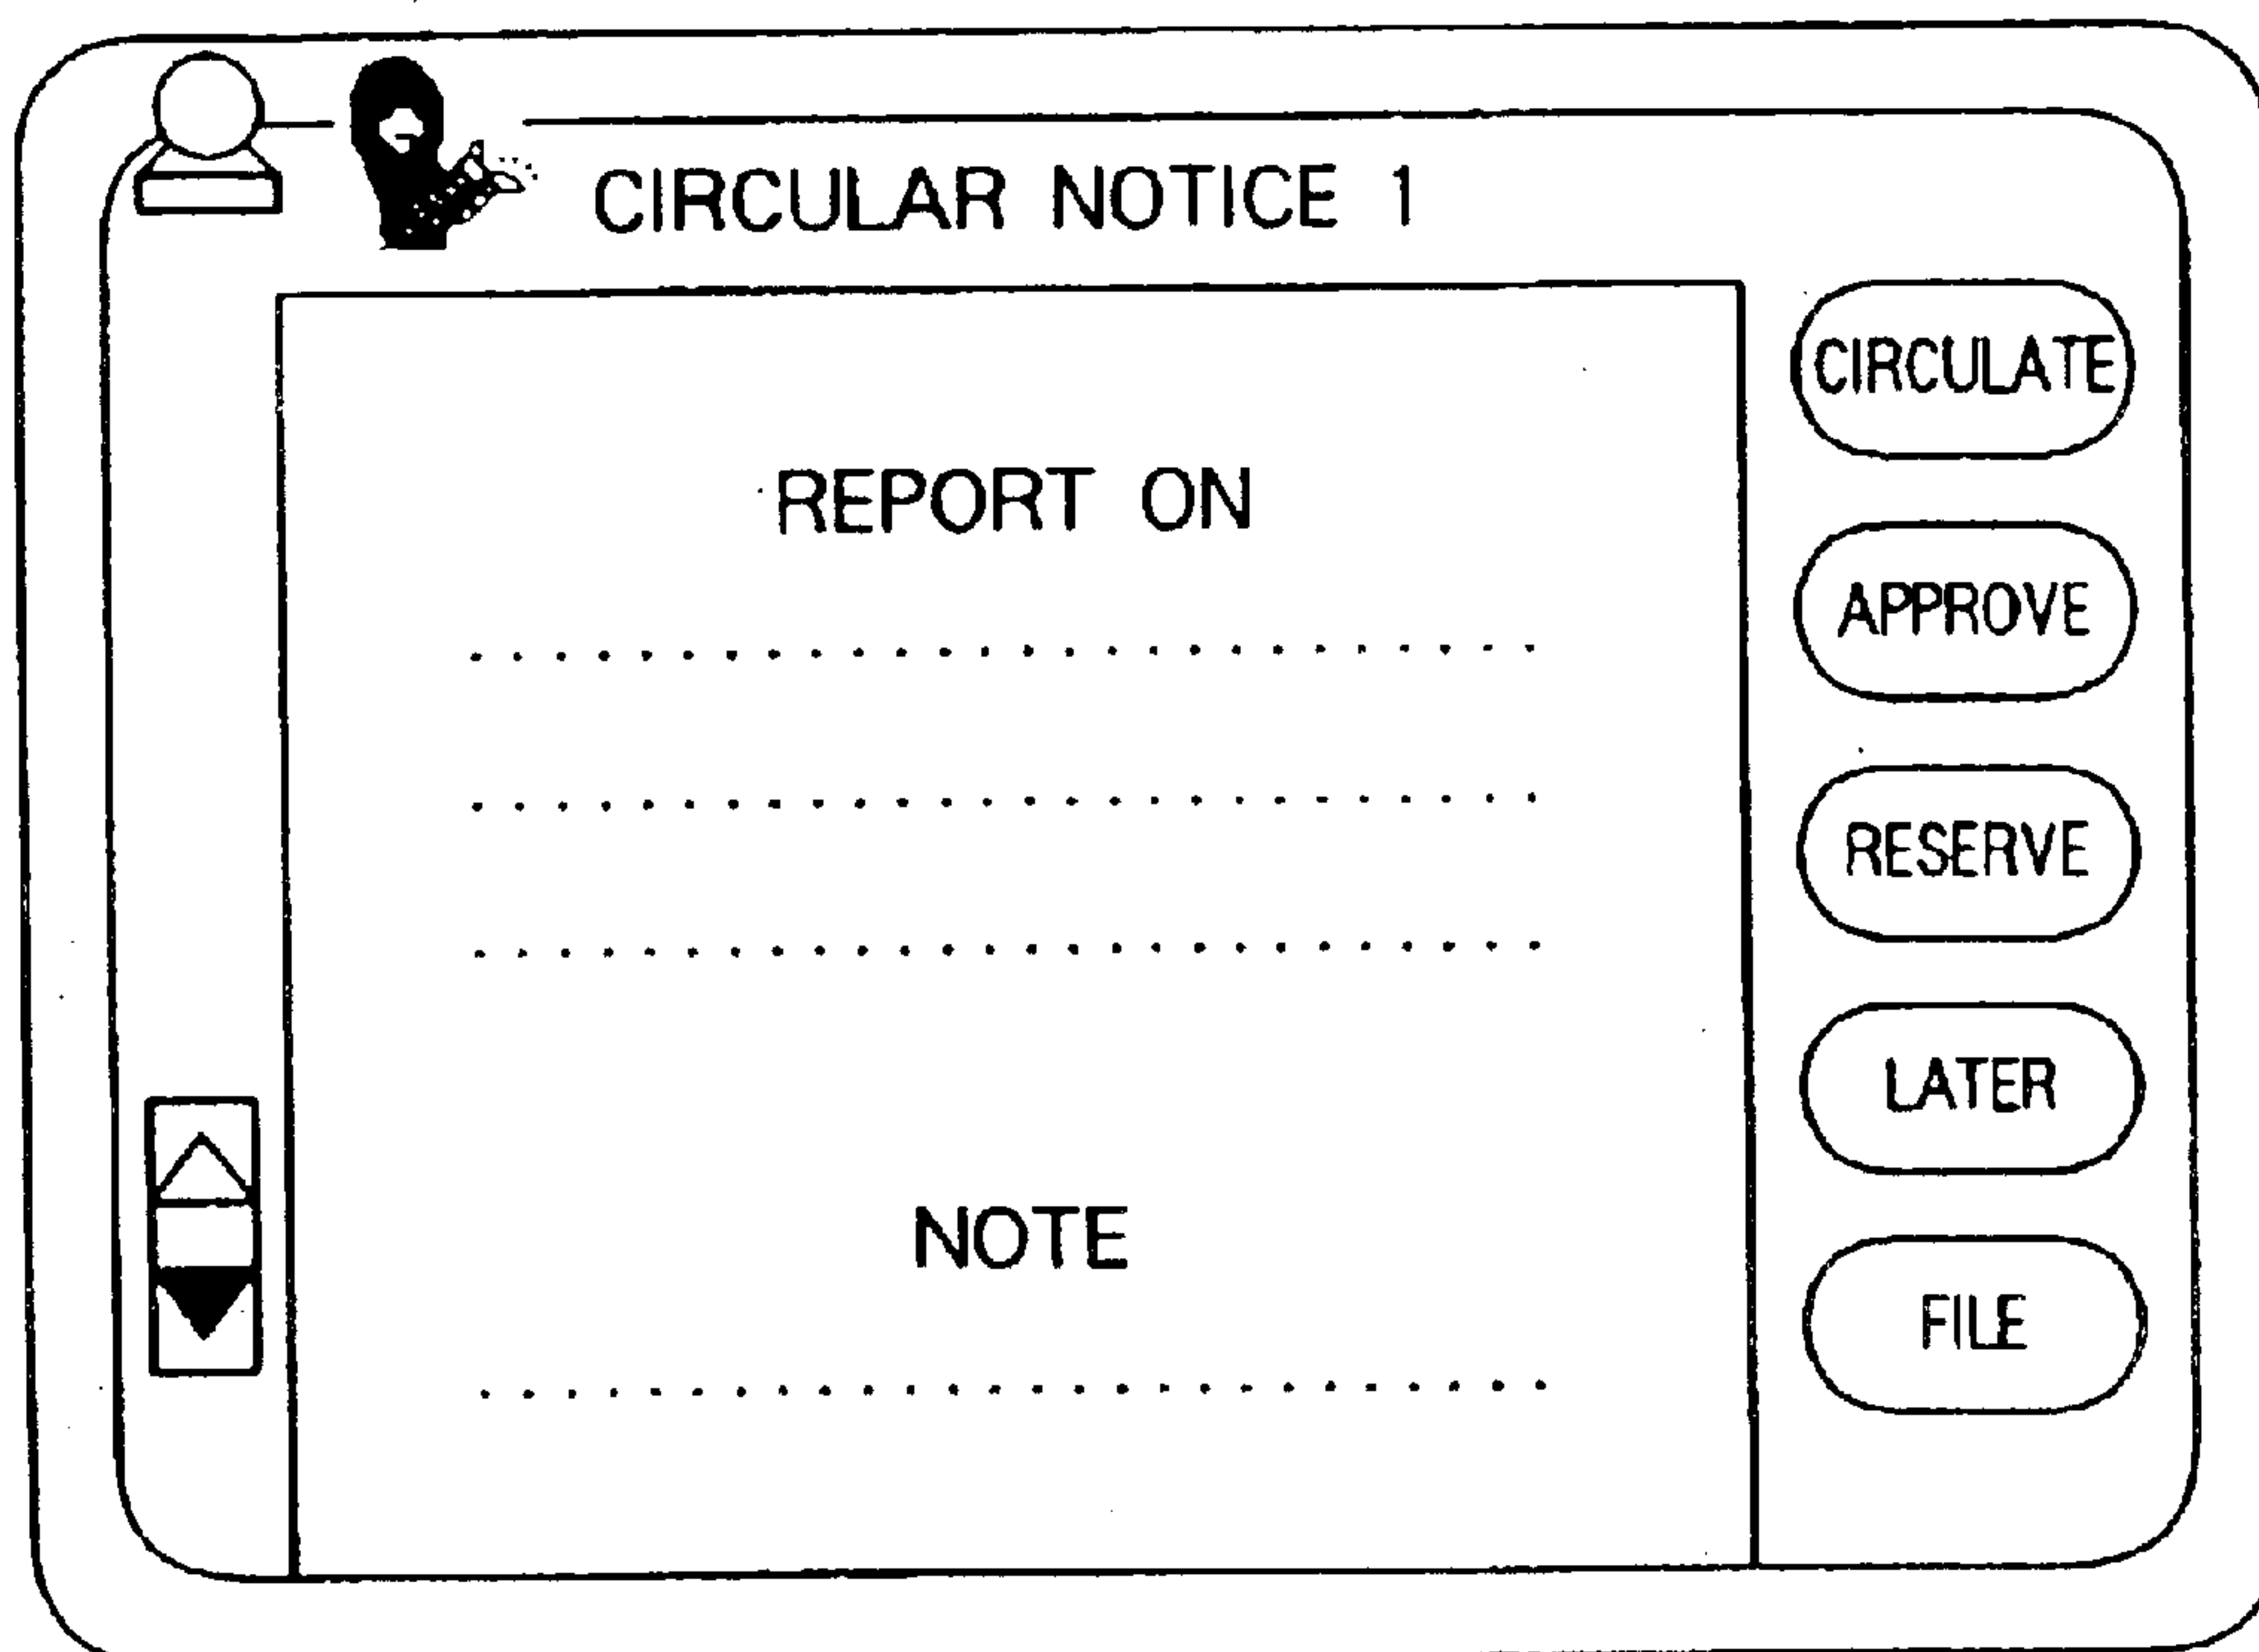 CIRCULAR NOTICE 1
REPORT ON
..........................
..........................
..........................
NOTE
..........................
CIRCULATE
APPROVE
RESERVE
LATER
FILE